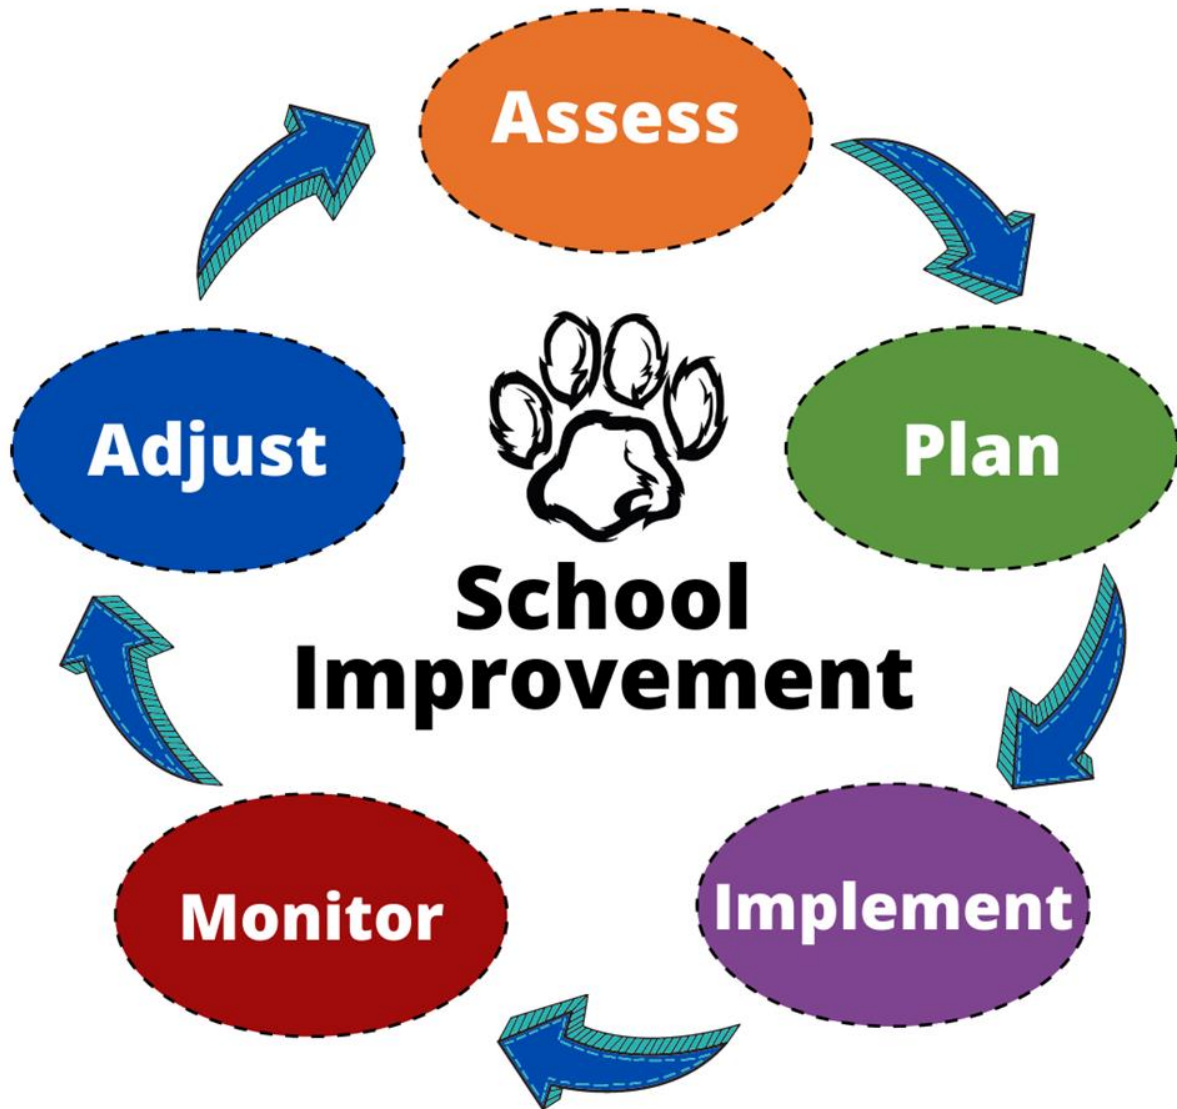 Assess
Plan
Implement
Monitor
Adjust
School
Improvement